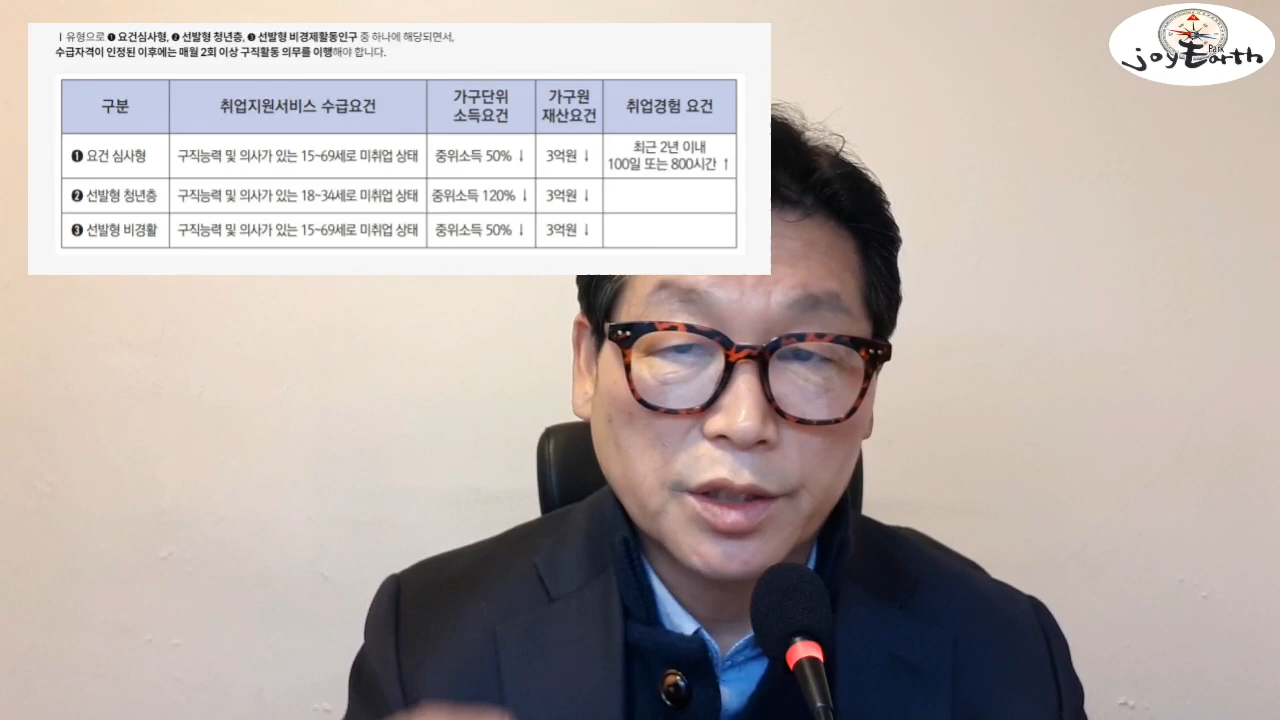 Ⅰ 유형으로 ❶ 요건심사형, ❷ 선발형 청년층, ❸ 선발형 비경제활동인구 중 하나에 해당되면서,
수급자격이 인정된 이후에는 매월 2회 이상 구직활동 의무를 이행해야 합니다.
구분 취업지원서비스 수급요건 가구단위 소득요건 가구원 재산요건 취업경험 요건
❶ 요건 심사형 구직능력 및 의사가 있는 15~69세로 미취업 상태 중위소득 50% ↓ 3억원 ↓ 최근 2년 이내 100일 또는 800시간 ↑
❷ 선발형 청년층 구직능력 및 의사가 있는 18~34세로 미취업 상태 중위소득 120% ↓ 3억원 ↓
❸ 선발형 비경활 구직능력 및 의사가 있는 15~69세로 미취업 상태 중위소득 50% ↓ 3억원 ↓
Park
joyEarth